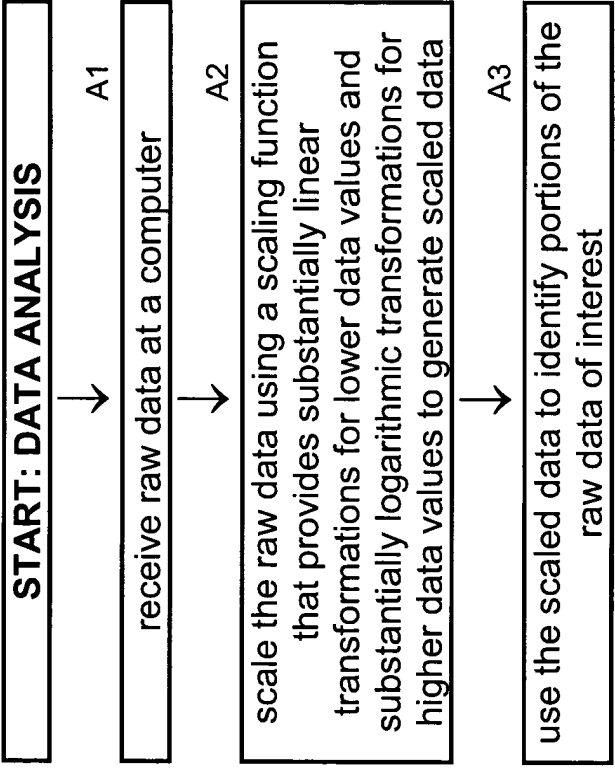 START: DATA ANALYSIS
A1
receive raw data at a computer
A2
scale the raw data using a scaling function
that provides substantially linear
transformations for lower data values and
substantially logarithmic transformations for
higher data values to generate scaled data
A3
use the scaled data to identify portions of the
raw data of interest